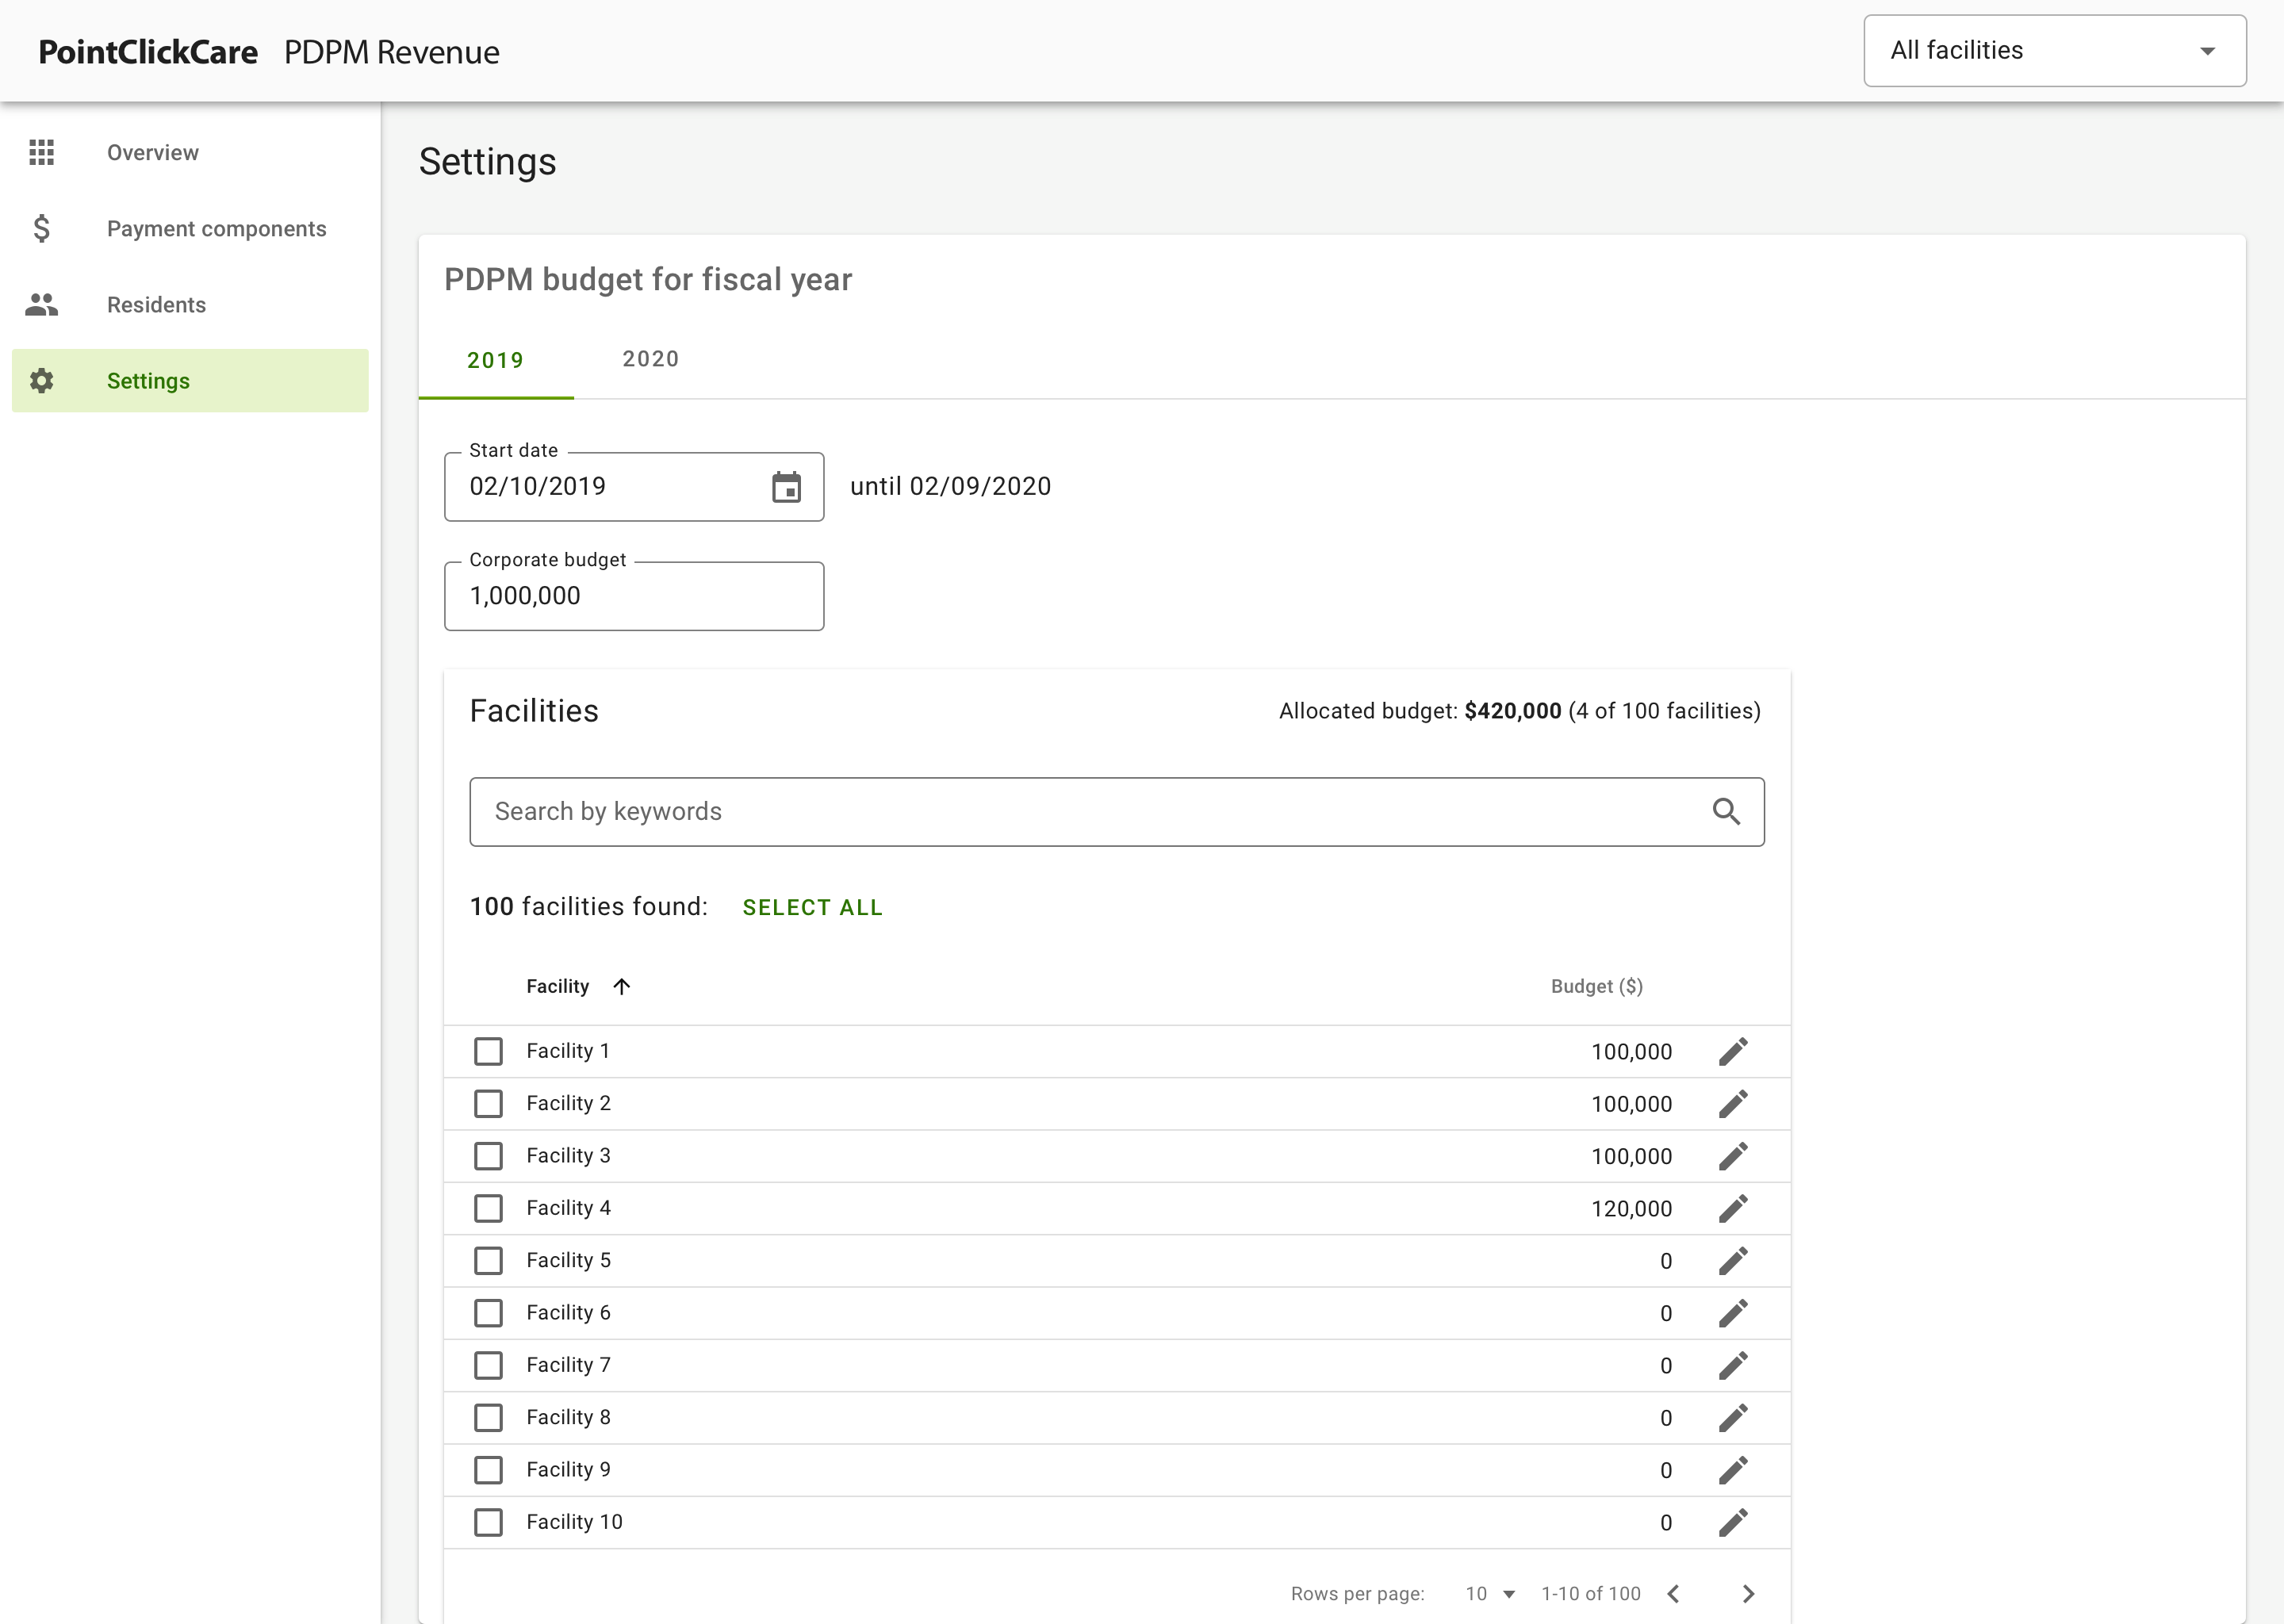 PointClickCare PDPM Revenue
All facilities
Overview
Payment components
Residents
Settings
Settings
PDPM budget for fiscal year
2019 2020
Start date
02/10/2019 until 02/09/2020
Corporate budget
1,000,000
Facilities Allocated budget: $420,000 (4 of 100 facilities)
Search by keywords
100 facilities found: SELECT ALL
Facility Budget ($)
Facility 1 100,000
Facility 2 100,000
Facility 3 100,000
Facility 4 120,000
Facility 5 0
Facility 6 0
Facility 7 0
Facility 8 0
Facility 9 0
Facility 10 0
Rows per page: 10 1-10 of 100